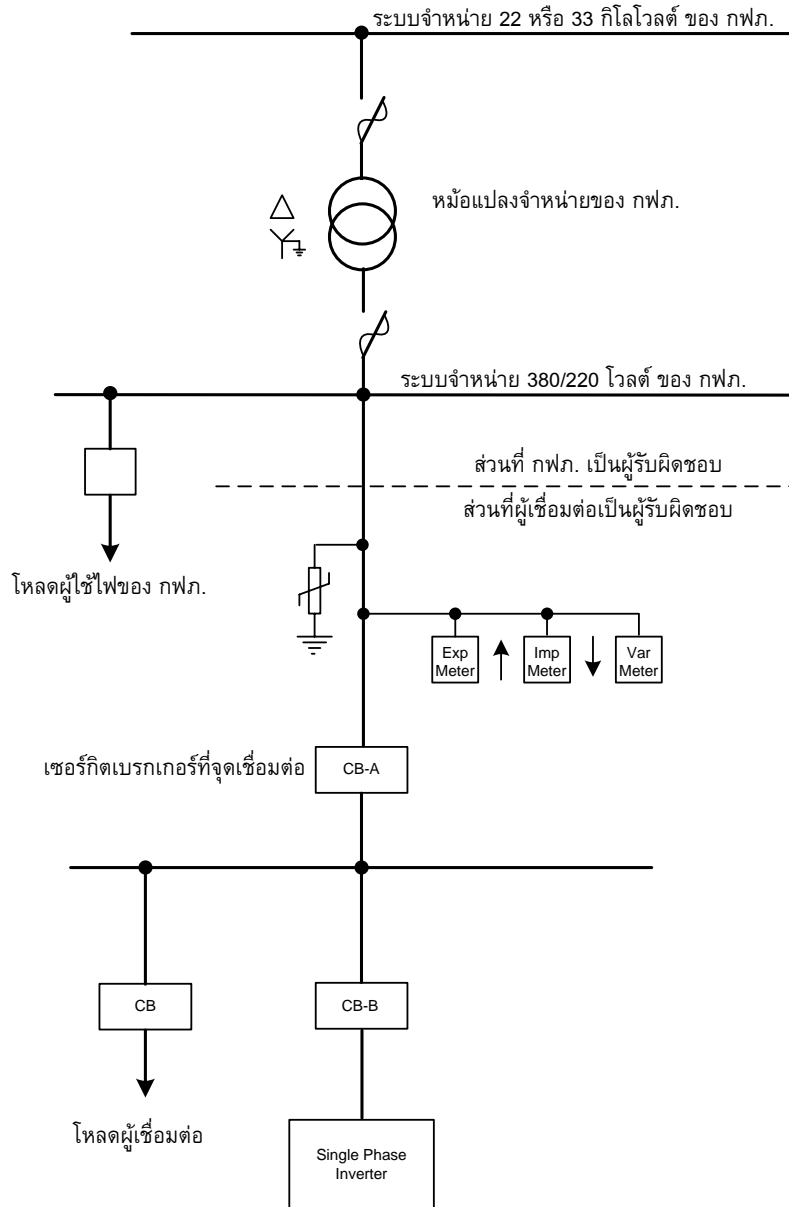 ระบบจำหน่าย 22 หรือ 33 กิโลโวลต์ ของ กฟภ.
หม้อแปลงจำหน่ายของ กฟภ.
ระบบจำหน่าย 380/220 โวลต์ ของ กฟภ.
ส่วนที่ กฟภ. เป็นผู้รับผิดชอบ
ส่วนที่ผู้เชื่อมต่อเป็นผู้รับผิดชอบ
โหลดผู้ใช้ไฟของ กฟภ.
Exp
Meter
Imp
Meter
Var
Meter
เซอร์กิตเบรกเกอร์ที่จุดเชื่อมต่อ
CB-A
CB
CB-B
โหลดผู้เชื่อมต่อ
Single Phase
Inverter